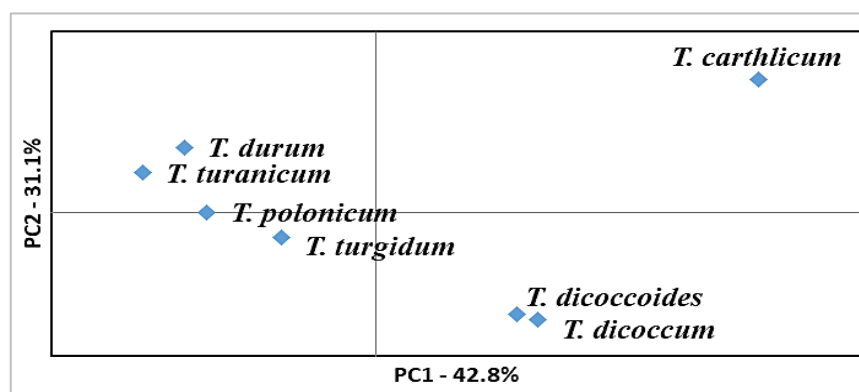 T. carthlicum
T. durum
T. turanicum
T. polonicum
T. turgidum
T. dicoccoides
T. dicoccum
PC2 - 31.1%
PC1 - 42.8%